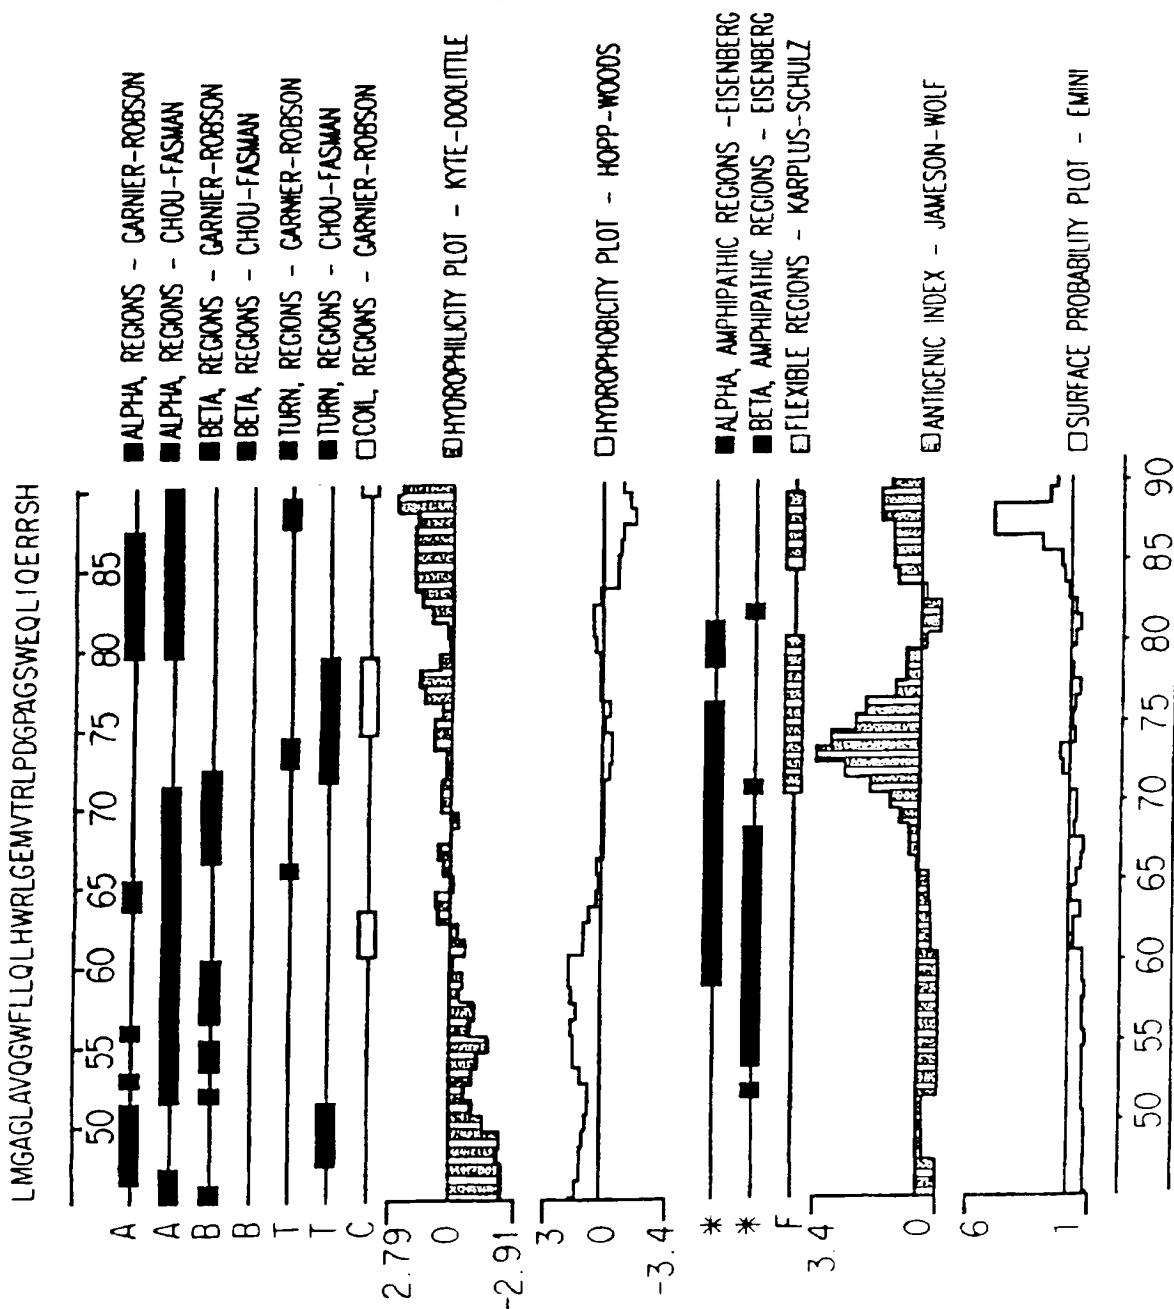 LMGAGLAVQGWFLLQLHWRLGEMVTRLPDGPAGSWEQLIQERRSH
50 55 60 65 70 75 80 85
A ALPHA, REGIONS - GARNIER-ROBSON
A ALPHA, REGIONS - CHOU-FASMAN
B BETA, REGIONS - GARNIER-ROBSON
B BETA, REGIONS - CHOU-FASMAN
T TURN, REGIONS - GARNIER-ROBSON
T TURN, REGIONS - CHOU-FASMAN
C COIL, REGIONS - GARNIER-ROBSON
2.79
0 HYDROPHILICITY PLOT - KYTE-DOOLITTLE
-2.91
3
0 HYDROPHOBICITY PLOT - HOPP-WOODS
-3.4
* ALPHA, AMPHIPATHIC REGIONS -EISENBERG
* BETA, AMPHIPATHIC REGIONS - EISENBERG
F FLEXIBLE REGIONS - KARPLUS-SCHULZ
3.4
0 ANTIGENIC INDEX - JAMESON-WOLF
6
1 SURFACE PROBABILITY PLOT - EMINI
50 55 60 65 70 75 80 85 90